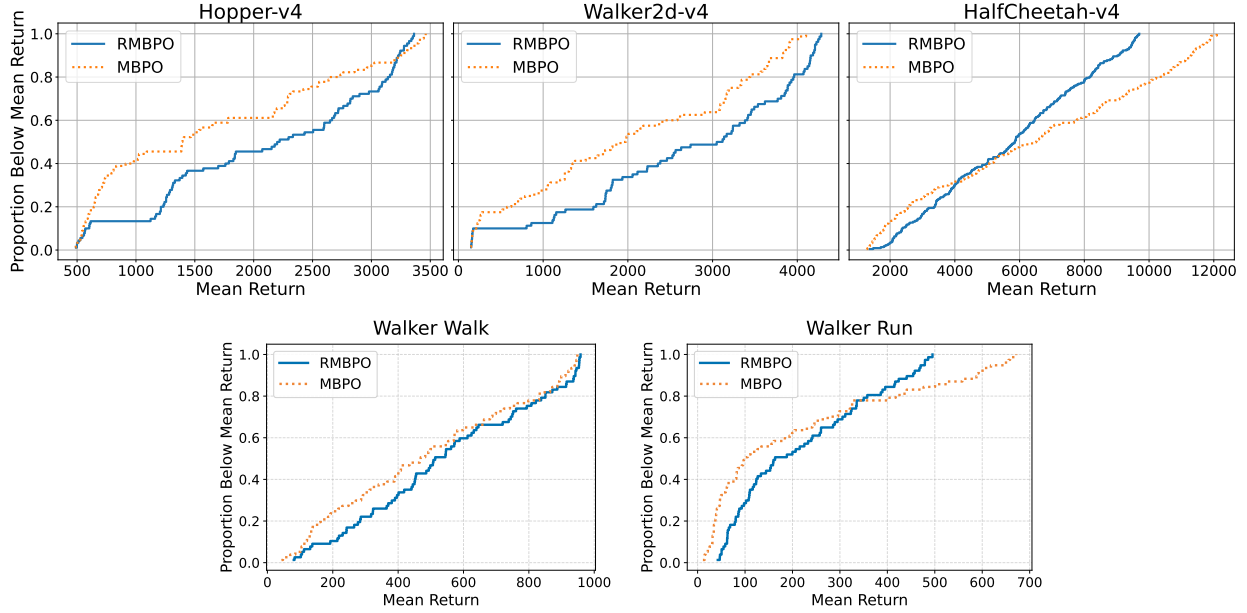 Hopper-v4
Proportion Below Mean Return
1.0
0.8
0.6
0.4
0.2
0.0
RMBPO
MBPO
500 1000 1500 2000 2500 3000 3500
Mean Return
Walker2d-v4
RMBPO
MBPO
0 1000 2000 3000 4000
Mean Return
HalfCheetah-v4
RMBPO
MBPO
2000 4000 6000 8000 10000 12000
Mean Return
Walker Walk
Proportion Below Mean Return
1.0
0.8
0.6
0.4
0.2
0.0
RMBPO
MBPO
0 200 400 600 800 1000
Mean Return
Walker Run
Proportion Below Mean Return
1.0
0.8
0.6
0.4
0.2
0.0
RMBPO
MBPO
0 100 200 300 400 500 600 700
Mean Return